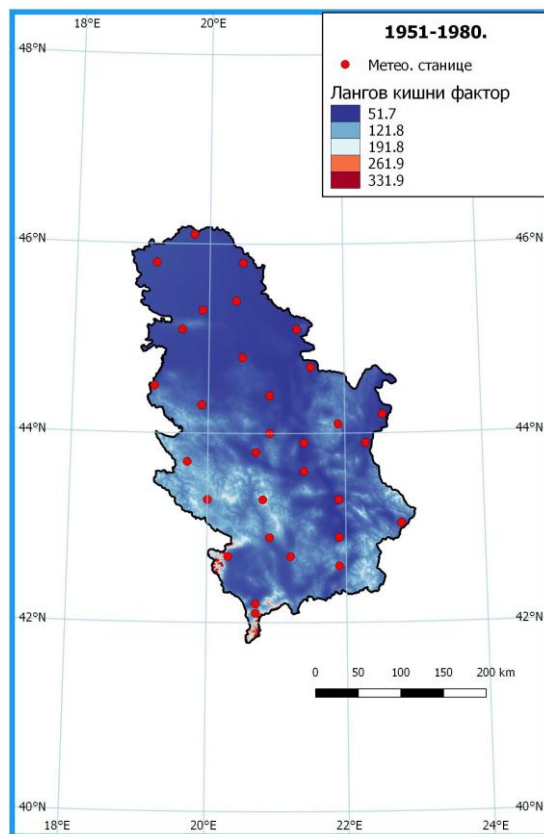 18°E 20°E
48°N
1951-1980.
Метео. станице
Лангов кишни фактор
51.7
121.8
191.8
261.9
331.9
46°N 46°N
44°N 44°N
42°N 42°N
0 50 100 150 200 km
40°N 40°N
18°E 20°E 22°E 24°E